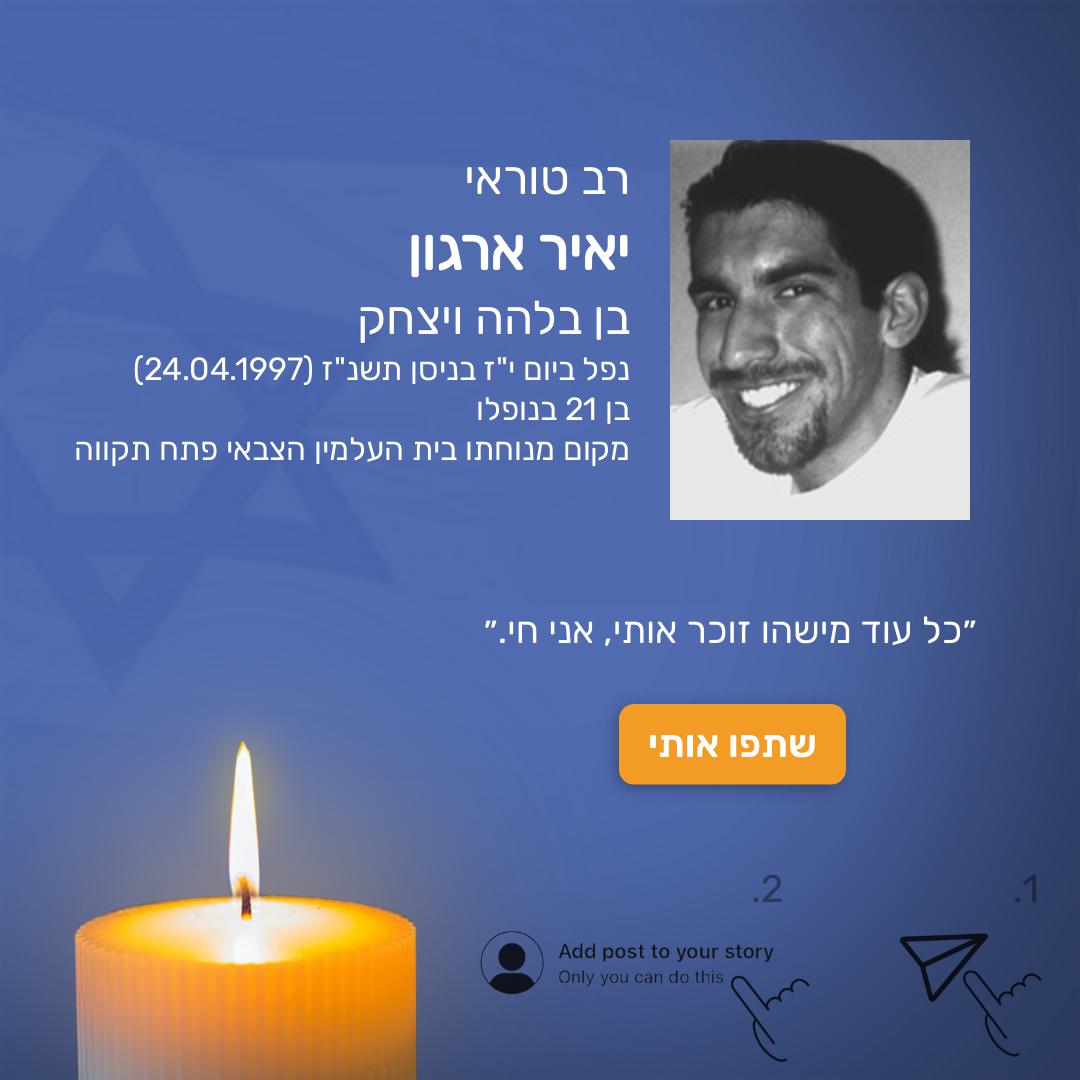 רב טוראי
יאיר ארגון
בן בלהה ויצחק
נפל ביום י"ז בניסן תשנ"ז (24.04.1997)
בן 21 בנופלו
מקום מנוחתו בית העלמין הצבאי פתח תקווה
״כל עוד מישהו זוכר אותי, אני חי.״
שתפו אותי
1.
2.
Add post to your story
Only you can do this